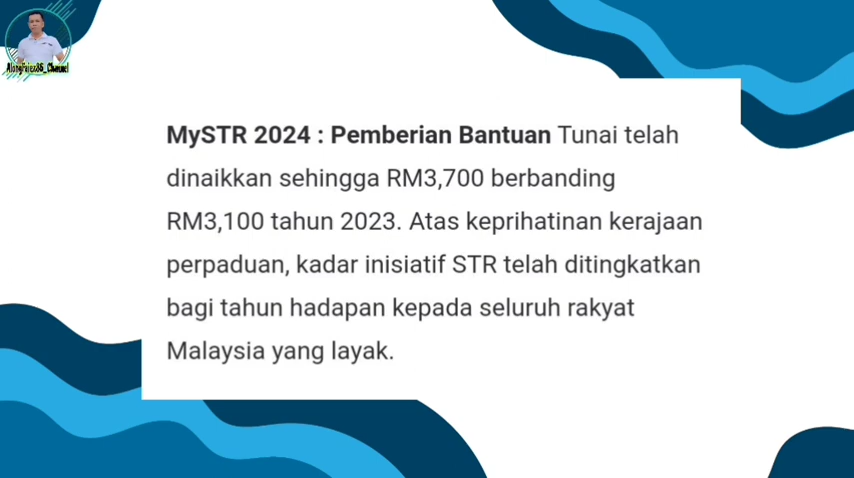 MySTR 2024 : Pemberian Bantuan Tunai telah
dinaikkan sehingga RM3,700 berbanding
RM3,100 tahun 2023. Atas keprihatinan kerajaan
perpaduan, kadar inisiatif STR telah ditingkatkan
bagi tahun hadapan kepada seluruh rakyat
Malaysia yang layak.